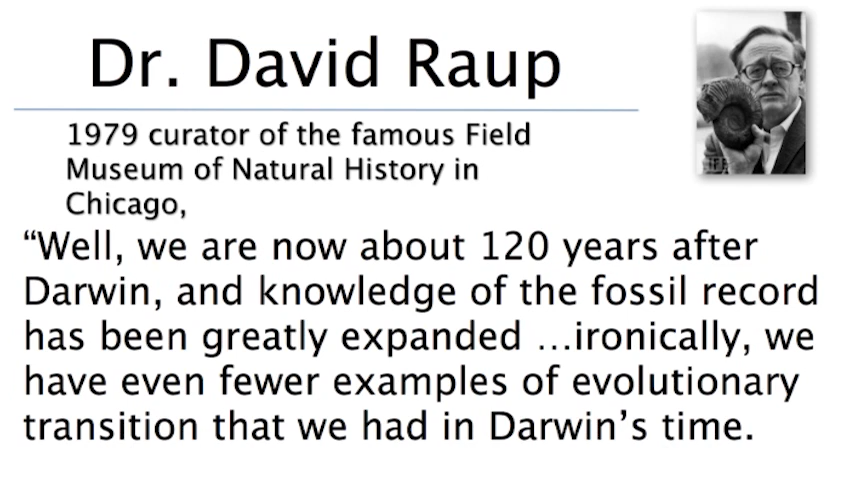 Dr. David Raup
1979 curator of the famous Field
Museum of Natural History in
Chicago,
“Well, we are now about 120 years after
Darwin, and knowledge of the fossil record
has been greatly expanded …ironically, we
have even fewer examples of evolutionary
transition that we had in Darwin’s time.